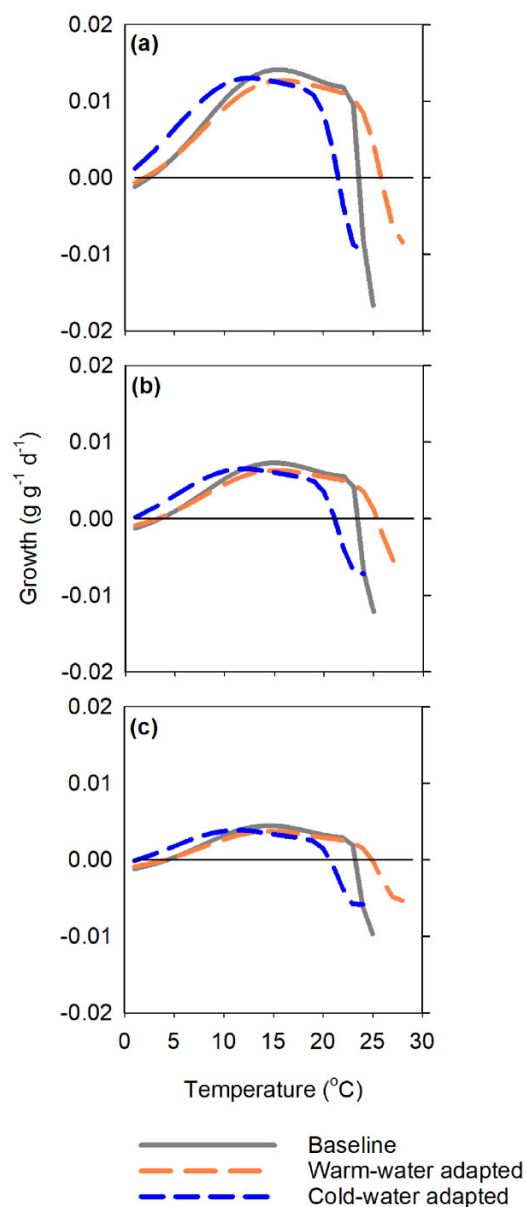 0.02
(a)
0.01
0.00
-0.01
-0.02
0.02
(b)
0.01
0.00
-0.01
-0.02
Growth (g g⁻¹ d⁻¹)
0.02
(c)
0.01
0.00
-0.01
-0.02
0 5 10 15 20 25 30
Temperature (°C)
Baseline
Warm-water adapted
Cold-water adapted